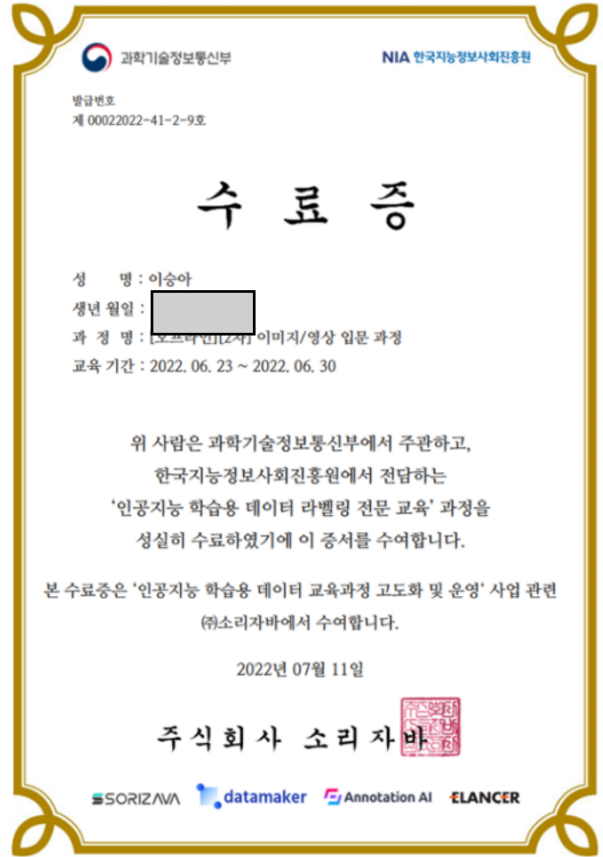 과학기술정보통신부
NIA 한국지능정보사회진흥원
발급번호
제 00022022-41-2-9호
수 료 증
성 명 : 이승아
생년 월일 :
과 정 명 : [오프라인][2차] 이미지/영상 입문 과정
교육 기간 : 2022. 06. 23 ~ 2022. 06. 30
위 사람은 과학기술정보통신부에서 주관하고,
한국지능정보사회진흥원에서 전담하는
‘인공지능 학습용 데이터 라벨링 전문 교육’ 과정을
성실히 수료하였기에 이 증서를 수여합니다.
본 수료증은 ‘인공지능 학습용 데이터 교육과정 고도화 및 운영‘ 사업 관련
㈜소리자바에서 수여합니다.
2022년 07월 11일
주식회사 소리자바
SORIZAVA datamaker Annotation AI ELANCER